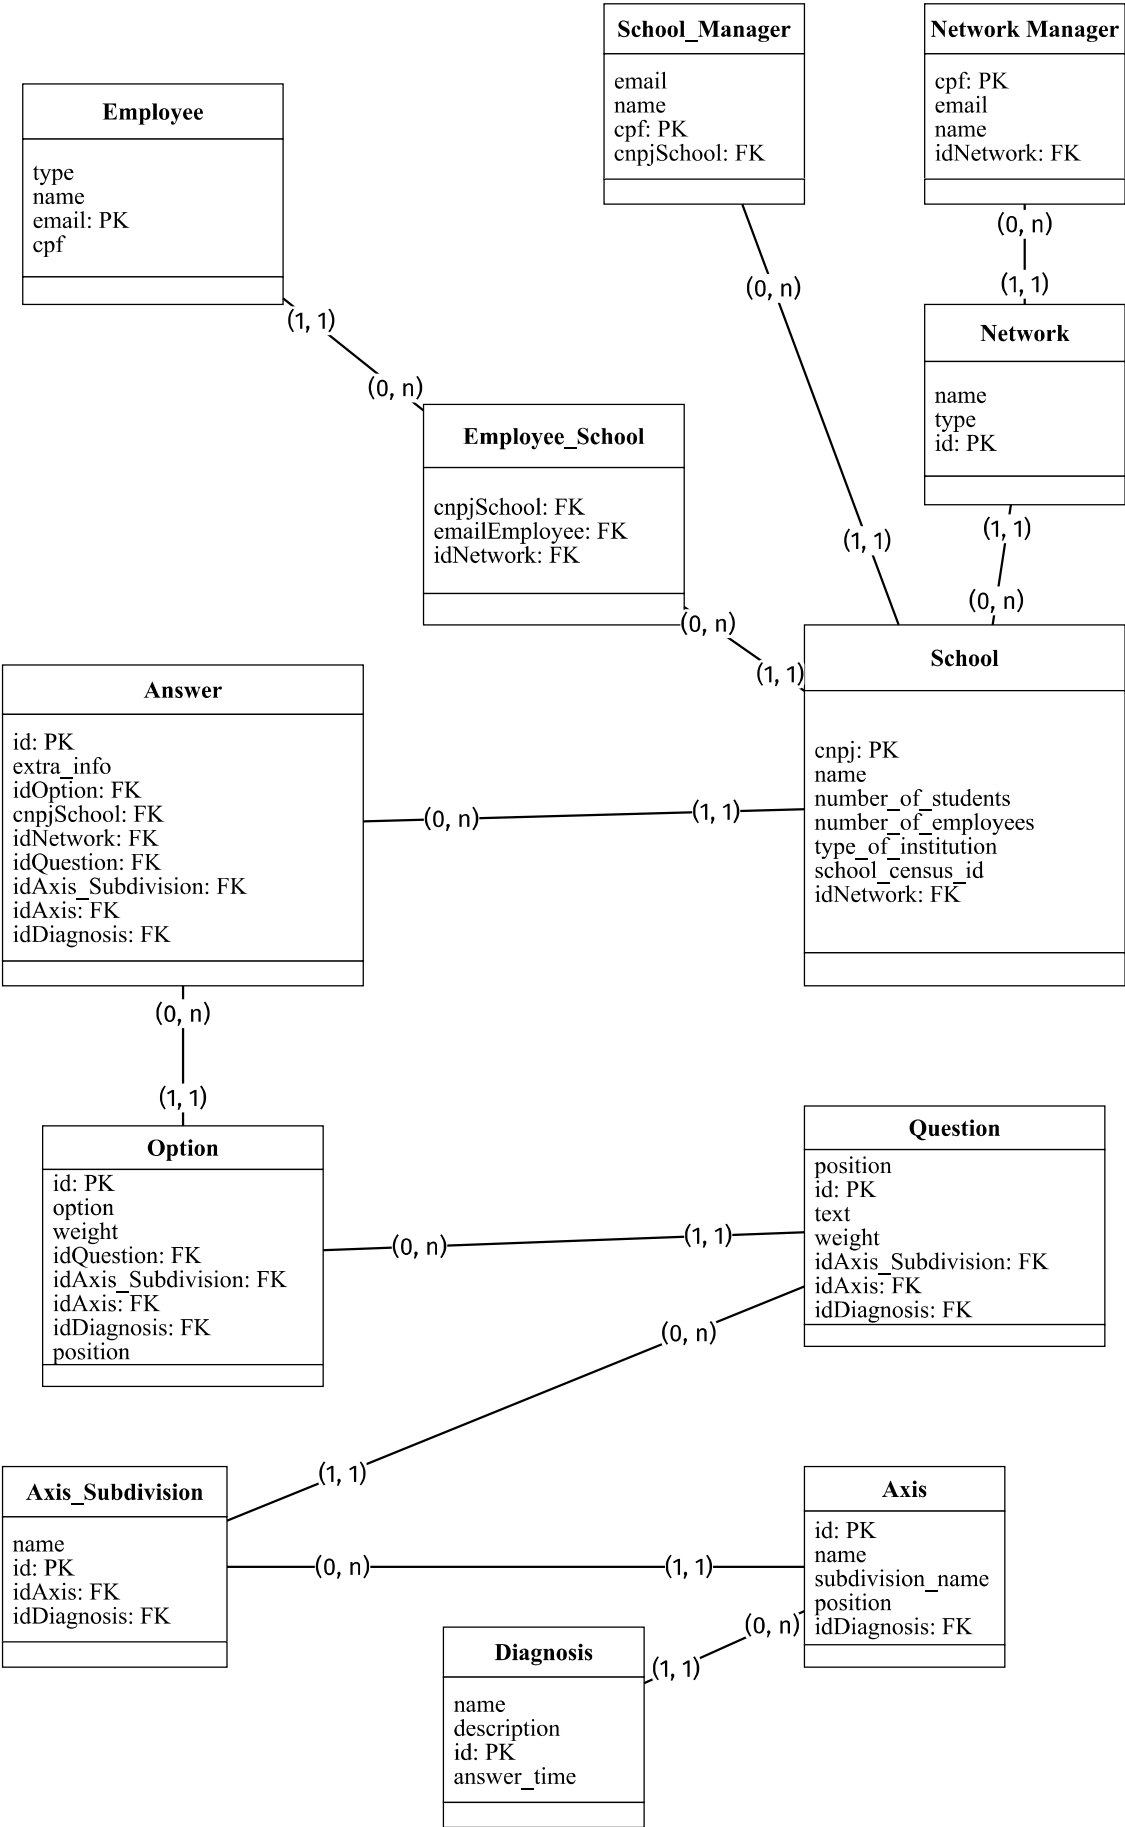 School_Manager
email
name
cpf: PK
cnpjSchool: FK
Network Manager
cpf: PK
email
name
idNetwork: FK
Employee
type
name
email: PK
cpf
(0, n)
(1, 1)
(0, n)
(1, 1)
Network
name
type
id: PK
(1, 1)
(0, n)
Employee_School
cnpjSchool: FK
emailEmployee: FK
idNetwork: FK
(1, 1)
(1, 1)
(0, n)
(0, n)
(1, 1)
School
cnpj: PK
name
number_of_students
number_of_employees
type_of_institution
school_census_id
idNetwork: FK
Answer
id: PK
extra_info
idOption: FK
cnpjSchool: FK
idNetwork: FK
idQuestion: FK
idAxis_Subdivision: FK
idAxis: FK
idDiagnosis: FK
(0, n)
(1, 1)
(0, n)
(1, 1)
Option
id: PK
option
weight
idQuestion: FK
idAxis_Subdivision: FK
idAxis: FK
idDiagnosis: FK
position
Question
position
id: PK
text
weight
idAxis_Subdivision: FK
idAxis: FK
idDiagnosis: FK
(0, n)
(1, 1)
(0, n)
(1, 1)
Axis_Subdivision
name
id: PK
idAxis: FK
idDiagnosis: FK
(0, n)
(1, 1)
Axis
id: PK
name
subdivision_name
position
idDiagnosis: FK
(0, n)
(1, 1)
Diagnosis
name
description
id: PK
answer_time